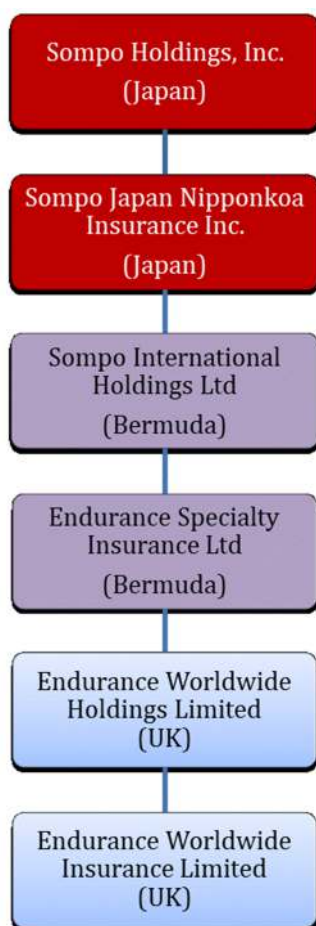 Sompo Holdings, Inc.
(Japan)
Sompo Japan Nipponkoa
Insurance Inc.
(Japan)
Sompo International
Holdings Ltd
(Bermuda)
Endurance Specialty
Insurance Ltd
(Bermuda)
Endurance Worldwide
Holdings Limited
(UK)
Endurance Worldwide
Insurance Limited
(UK)